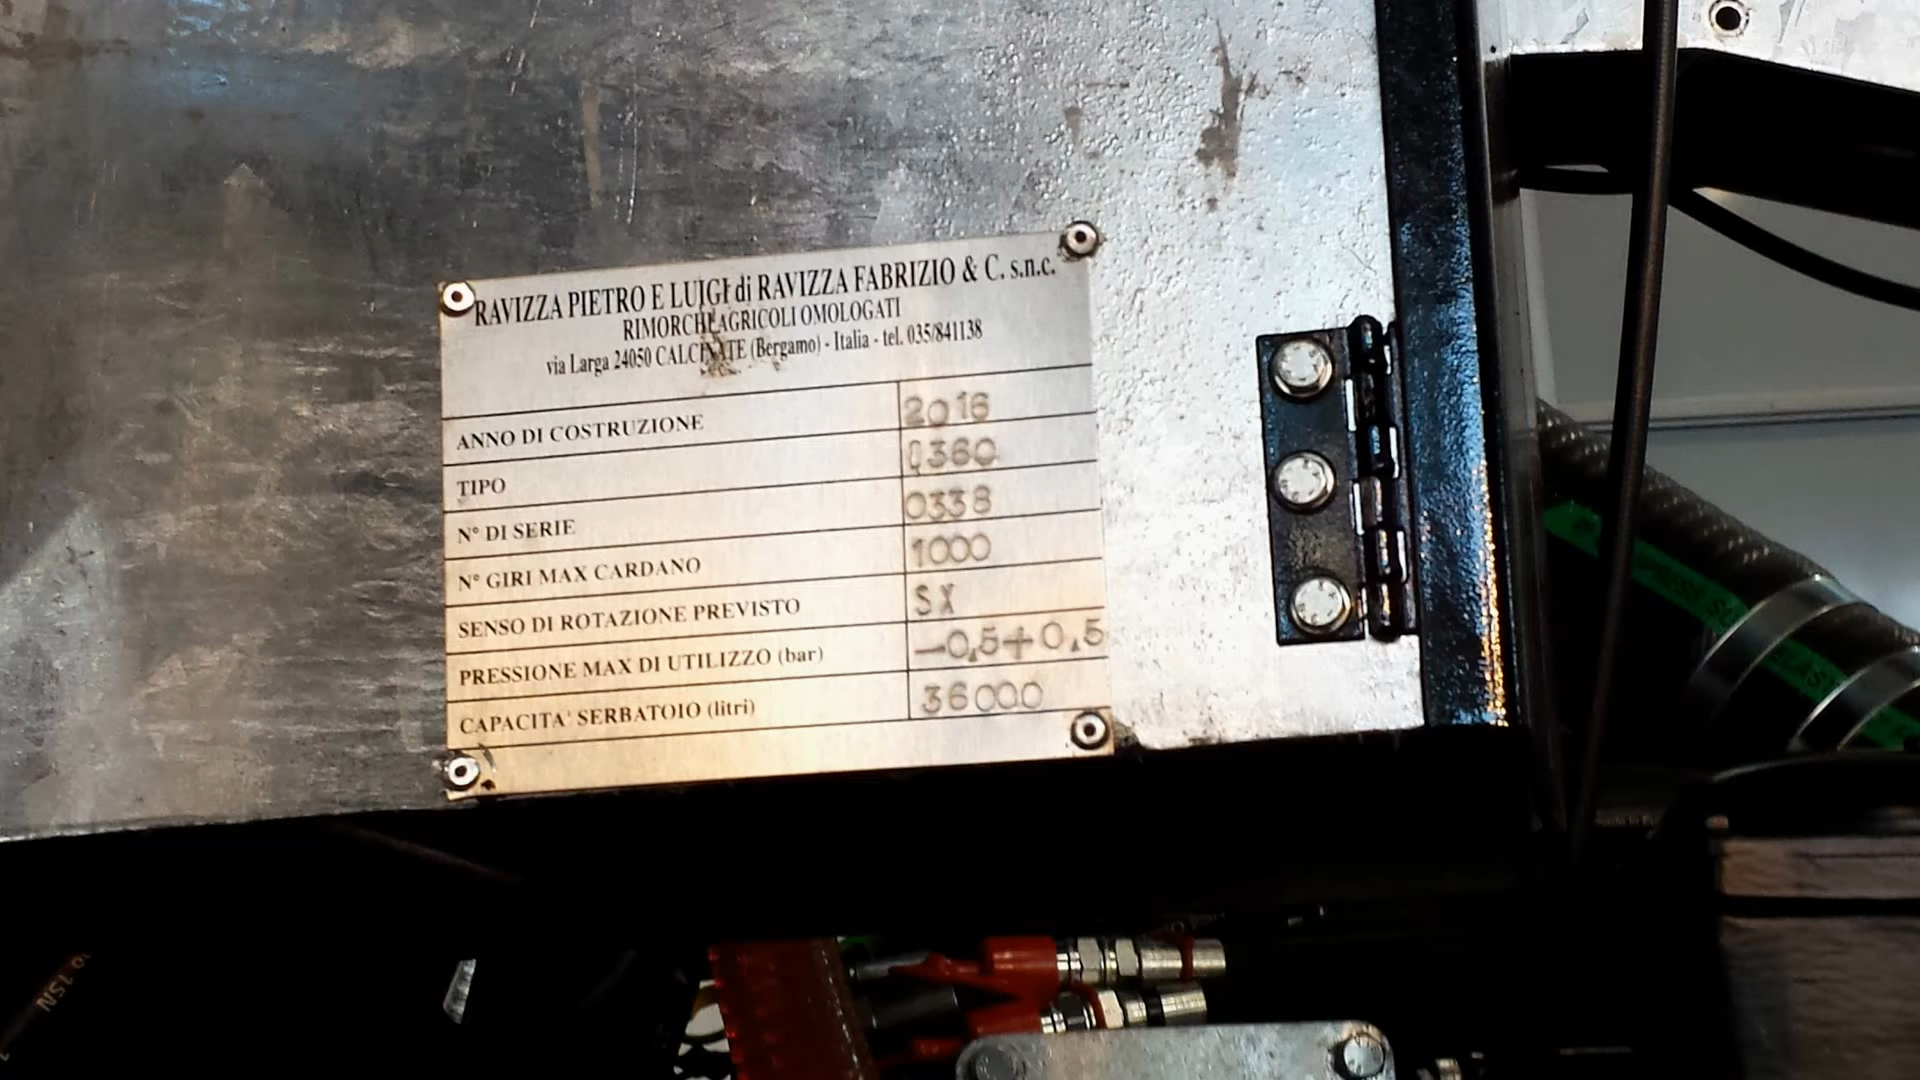 RAVIZZA PIETRO E LUIGI di RAVIZZA FABRIZIO & C. s.n.c.
RIMORCHI AGRICOLI OMOLOGATI
via Larga 24050 CALCINATE (Bergamo) - Italia - tel. 035/841138
ANNO DI COSTRUZIONE 2016
TIPO 0360
N° DI SERIE 0338
N° GIRI MAX CARDANO 1000
SENSO DI ROTAZIONE PREVISTO SX
PRESSIONE MAX DI UTILIZZO (bar) -0,5+0,5
CAPACITA' SERBATOIO (litri) 36000
1SN